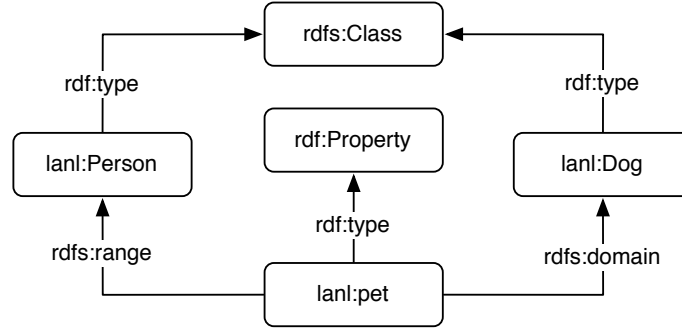 rdfs:Class
rdf:type
rdf:type
lanl:Person
rdf:Property
lanl:Dog
rdf:type
rdfs:range
rdfs:domain
lanl:pet